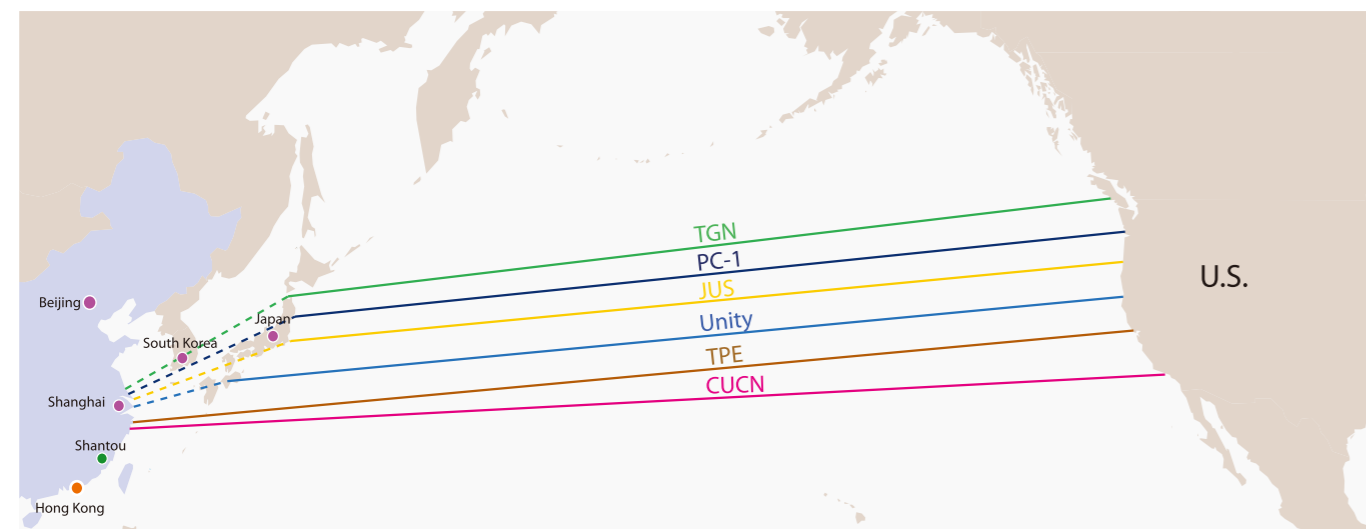 TGN
PC-1
JUS
Unity
TPE
CUCN
U.S.
Beijing
Japan
South Korea
Shanghai
Shantou
Hong Kong